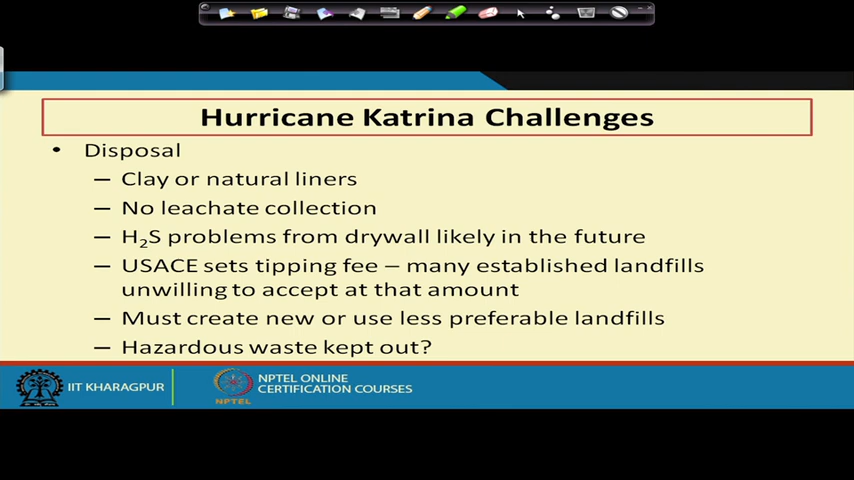 Hurricane Katrina Challenges
• Disposal
– Clay or natural liners
– No leachate collection
– H₂S problems from drywall likely in the future
– USACE sets tipping fee – many established landfills
unwilling to accept at that amount
– Must create new or use less preferable landfills
– Hazardous waste kept out?
IIT KHARAGPUR
NPTEL
NPTEL ONLINE
CERTIFICATION COURSES